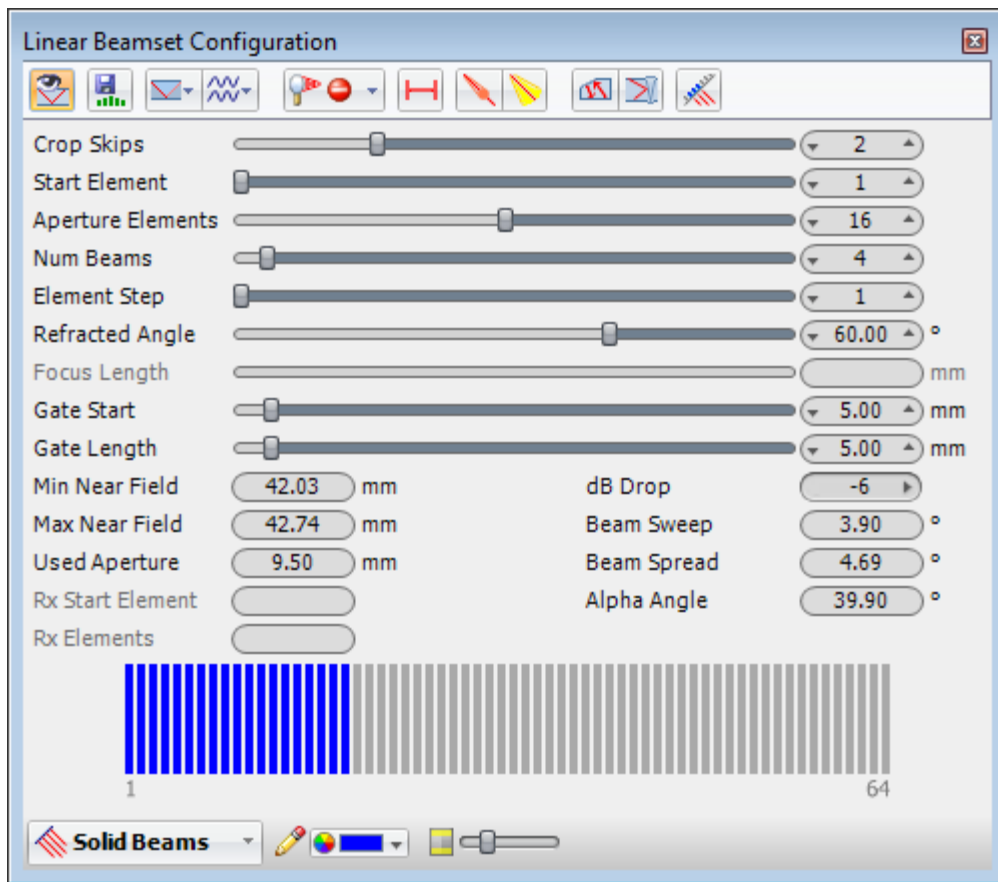 Linear Beamset Configuration
Crop Skips 2
Start Element 1
Aperture Elements 16
Num Beams 4
Element Step 1
Refracted Angle 60.00 °
Focus Length mm
Gate Start 5.00 mm
Gate Length 5.00 mm
Min Near Field 42.03 mm dB Drop -6
Max Near Field 42.74 mm Beam Sweep 3.90 °
Used Aperture 9.50 mm Beam Spread 4.69 °
Rx Start Element Alpha Angle 39.90 °
Rx Elements
1 64
Solid Beams